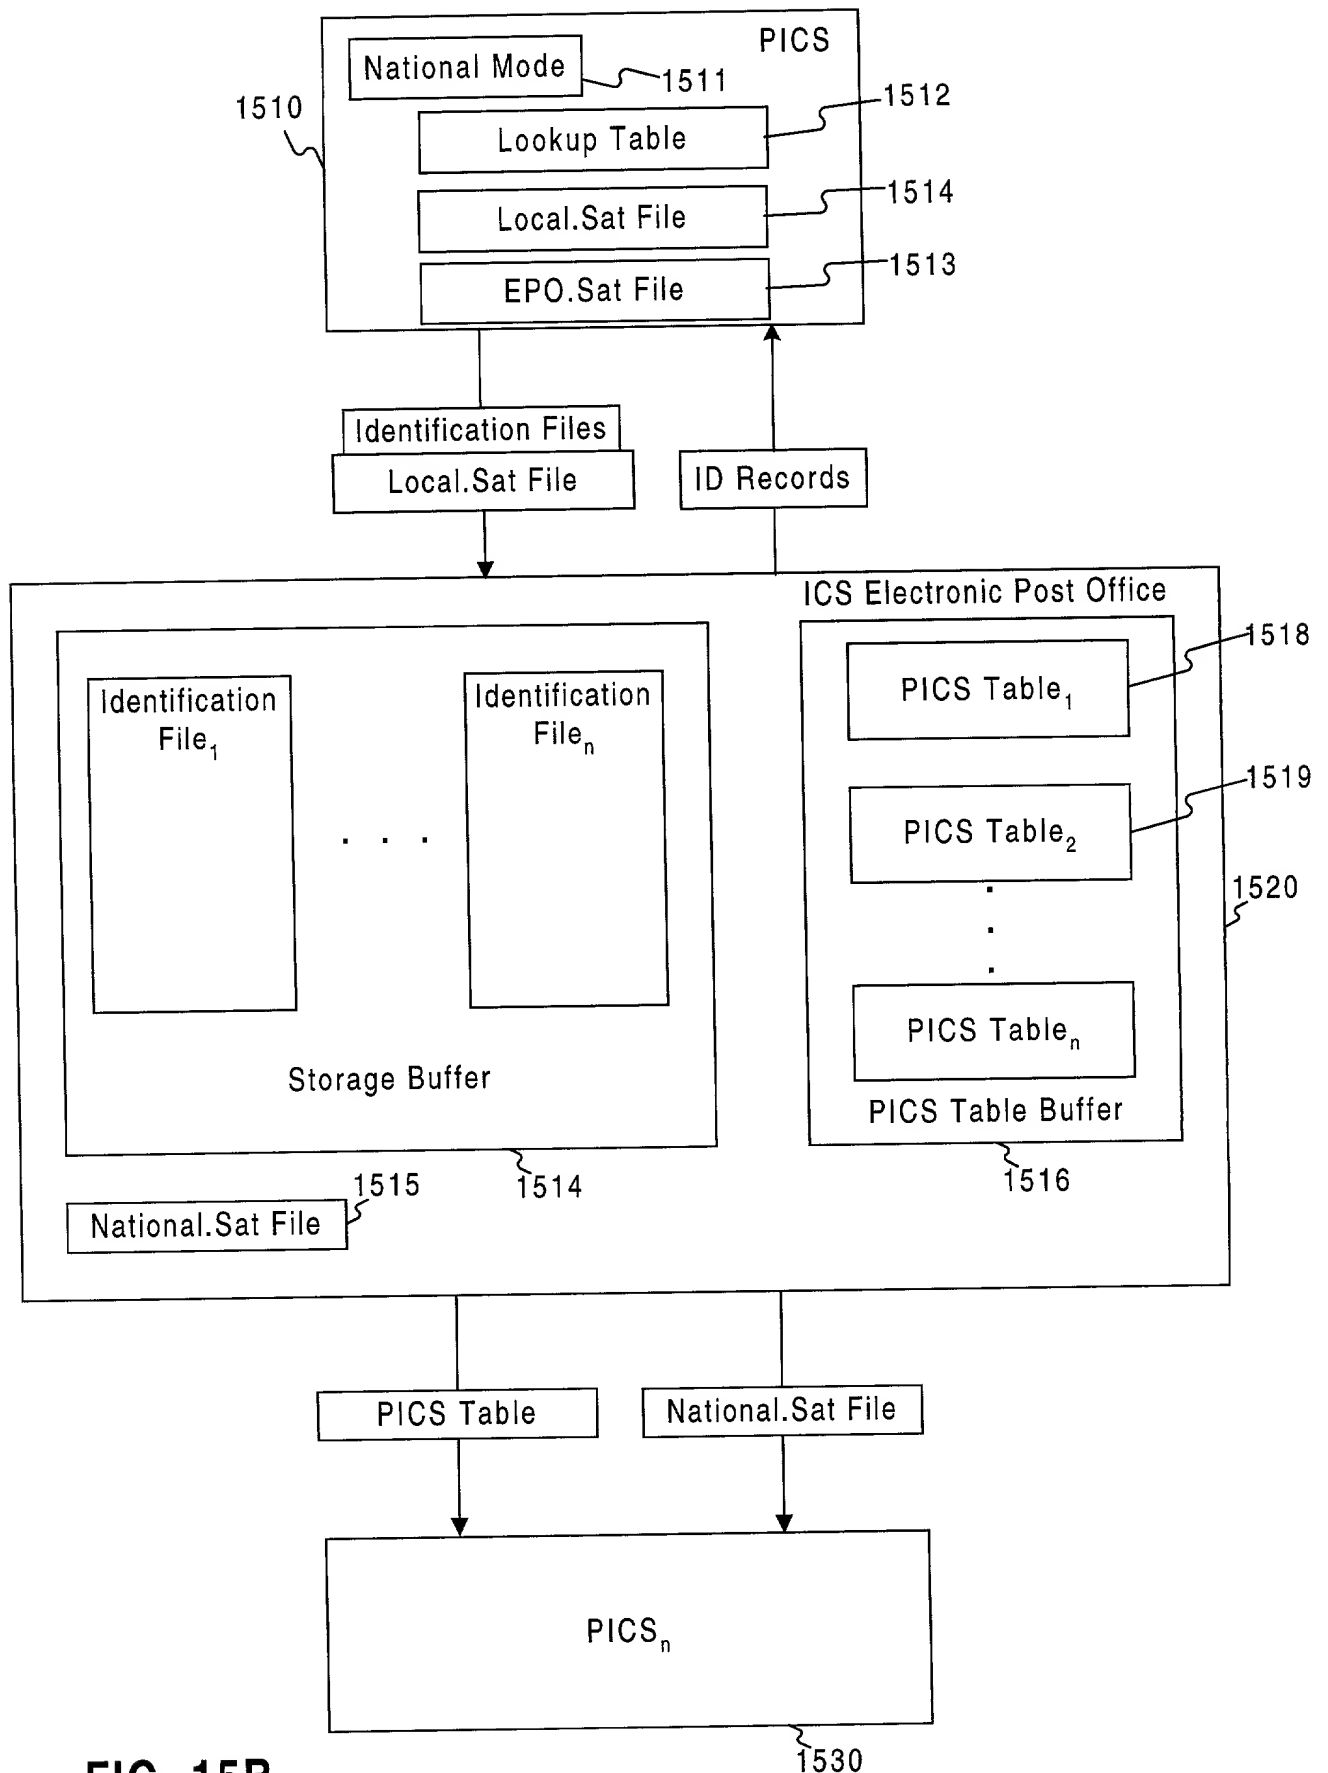 PICS
National Mode
1511
1510
1512
Lookup Table
1514
Local.Sat File
1513
EPO.Sat File
Identification Files
Local.Sat File
ID Records
ICS Electronic Post Office
1518
Identification
File1
Identification
Filen
PICS Table1
1519
. . .
PICS Table2
1520
.
.
.
PICS Tablen
Storage Buffer
PICS Table Buffer
1514
1516
1515
National.Sat File
PICS Table
National.Sat File
PICSn
1530
FIG. 15B